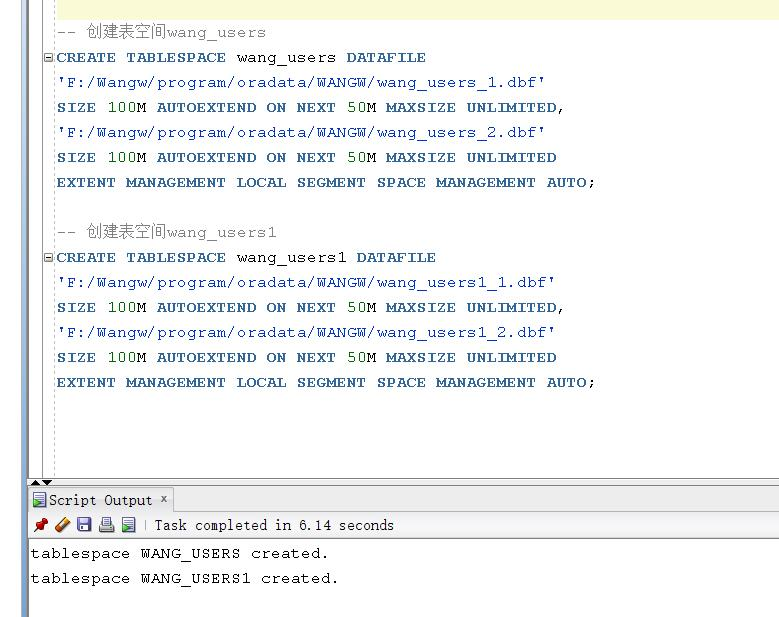 -- 创建表空间wang_users
CREATE TABLESPACE wang_users DATAFILE
'F:/Wangw/program/oradata/WANGW/wang_users_1.dbf'
SIZE 100M AUTOEXTEND ON NEXT 50M MAXSIZE UNLIMITED,
'F:/Wangw/program/oradata/WANGW/wang_users_2.dbf'
SIZE 100M AUTOEXTEND ON NEXT 50M MAXSIZE UNLIMITED
EXTENT MANAGEMENT LOCAL SEGMENT SPACE MANAGEMENT AUTO;
-- 创建表空间wang_users1
CREATE TABLESPACE wang_users1 DATAFILE
'F:/Wangw/program/oradata/WANGW/wang_users1_1.dbf'
SIZE 100M AUTOEXTEND ON NEXT 50M MAXSIZE UNLIMITED,
'F:/Wangw/program/oradata/WANGW/wang_users1_2.dbf'
SIZE 100M AUTOEXTEND ON NEXT 50M MAXSIZE UNLIMITED
EXTENT MANAGEMENT LOCAL SEGMENT SPACE MANAGEMENT AUTO;
Script Output x
Task completed in 6.14 seconds
tablespace WANG_USERS created.
tablespace WANG_USERS1 created.